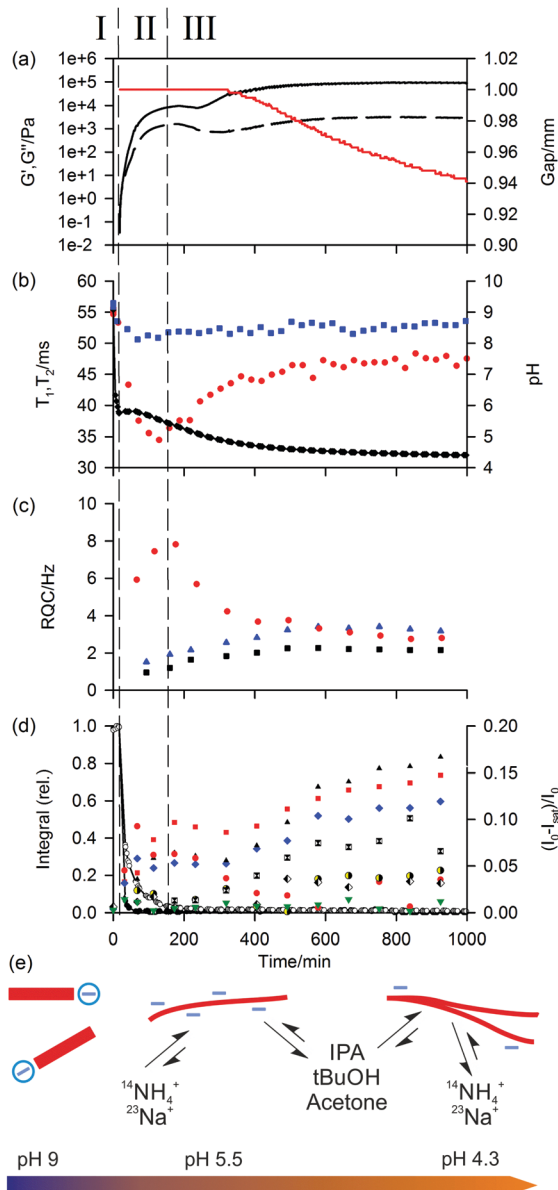 I II III
(a)
1e+6
1e+5
1e+4
1e+3
1e+2
1e+1
1e+0
1e-1
1e-2
G',G''/Pa
1.02
1.00
0.98
0.96
0.94
0.92
0.90
Gap/mm
(b)
60
55
50
45
40
35
30
T1,T2/ms
10
9
8
7
6
5
4
pH
(c)
10
8
6
4
2
0
RQC/Hz
(d)
1.0
0.8
0.6
0.4
0.2
0.0
Integral (rel.)
0.20
0.15
0.10
0.05
0.00
(I0-Isat)/I0
0 200 400 600 800 1000
Time/min
(e)
IPA
tBuOH
Acetone
14NH4+
23Na+
14NH4+
23Na+
pH 9 pH 5.5 pH 4.3